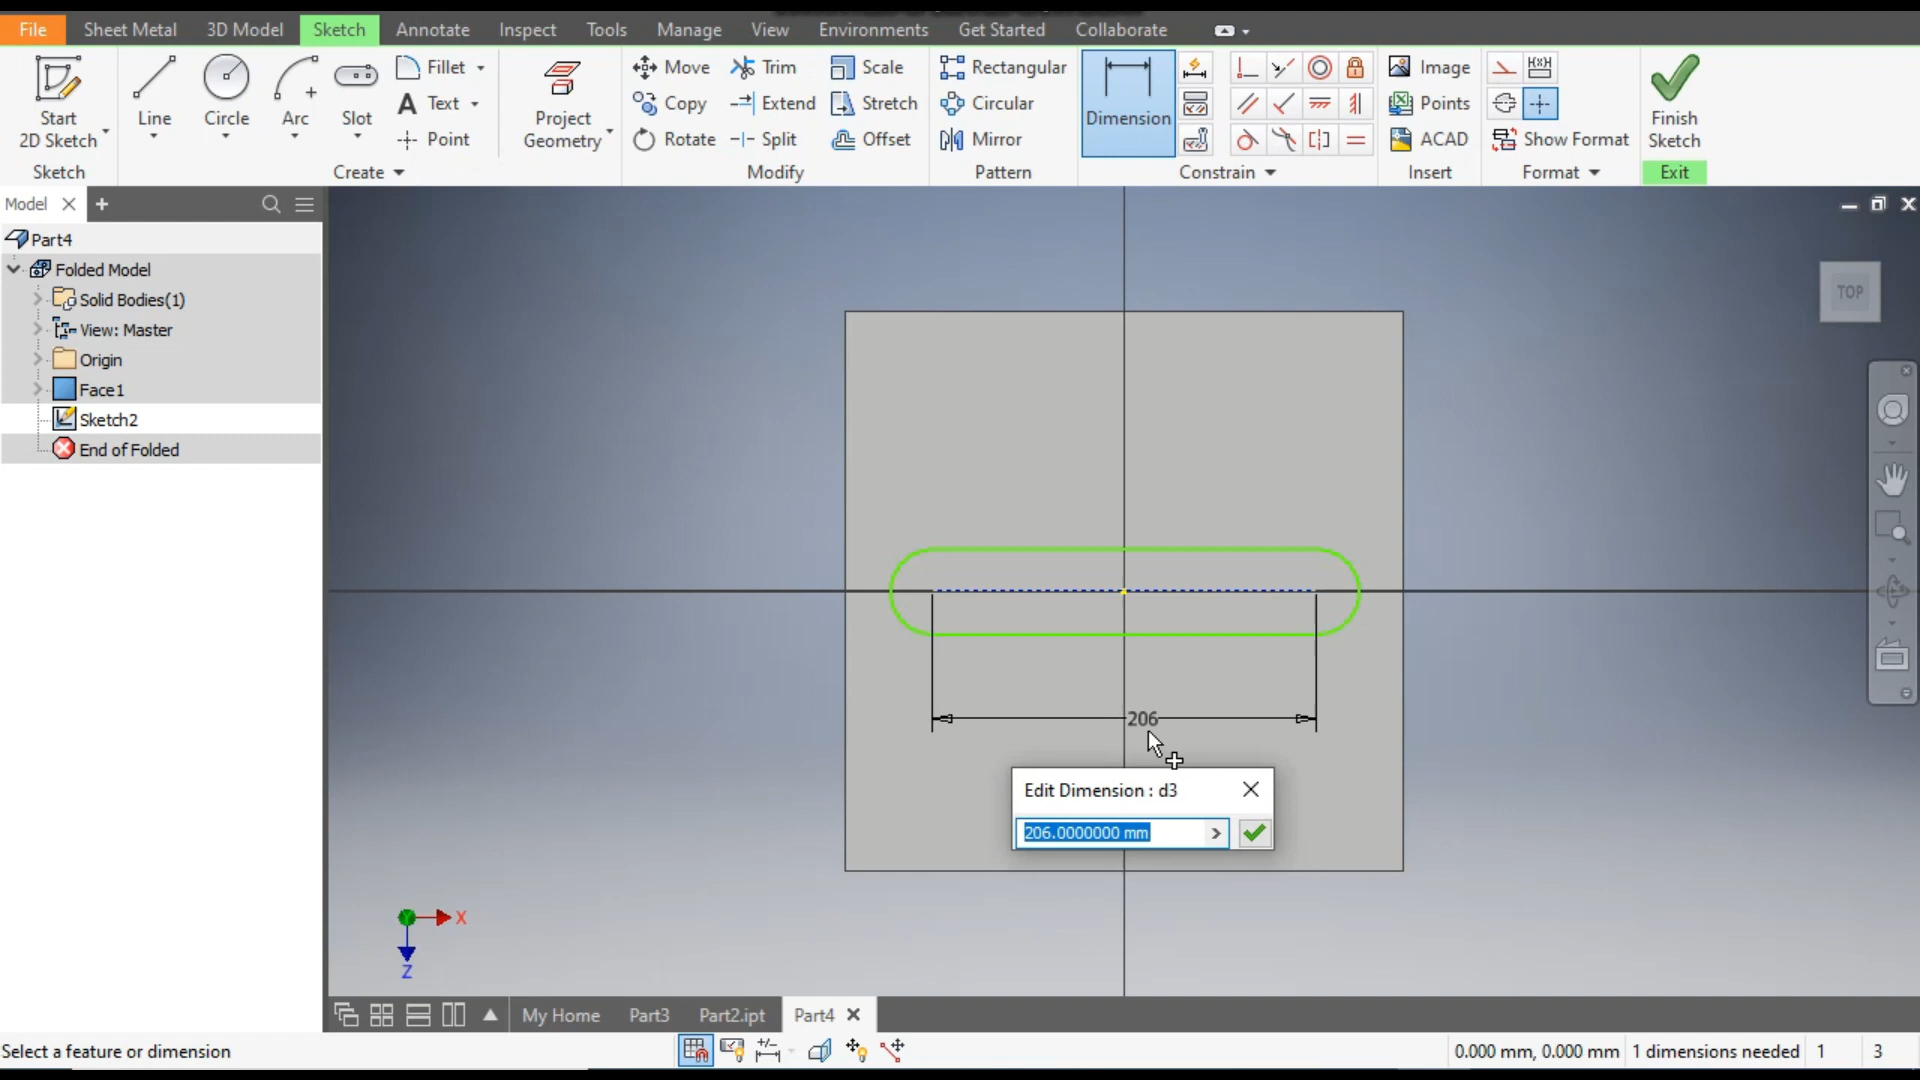 File Sheet Metal 3D Model Sketch Annotate Inspect Tools Manage View Environments Get Started Collaborate
Start
2D Sketch
Line
Circle
Arc
Slot
Fillet
Text
Point
Project
Geometry
Move
Copy
Rotate
Trim
Extend
Split
Scale
Stretch
Offset
Rectangular
Circular
Mirror
Dimension
Image
Points
ACAD
Show Format
Finish
Sketch
Sketch
Create
Modify
Pattern
Constrain
Insert
Format
Exit
Model
Part4
Folded Model
Solid Bodies(1)
View: Master
Origin
Face1
Sketch2
End of Folded
TOP
206
Edit Dimension : d3
206.0000000 mm
X
Z
My Home Part3 Part2.ipt Part4
Select a feature or dimension
0.000 mm, 0.000 mm 1 dimensions needed 1 3